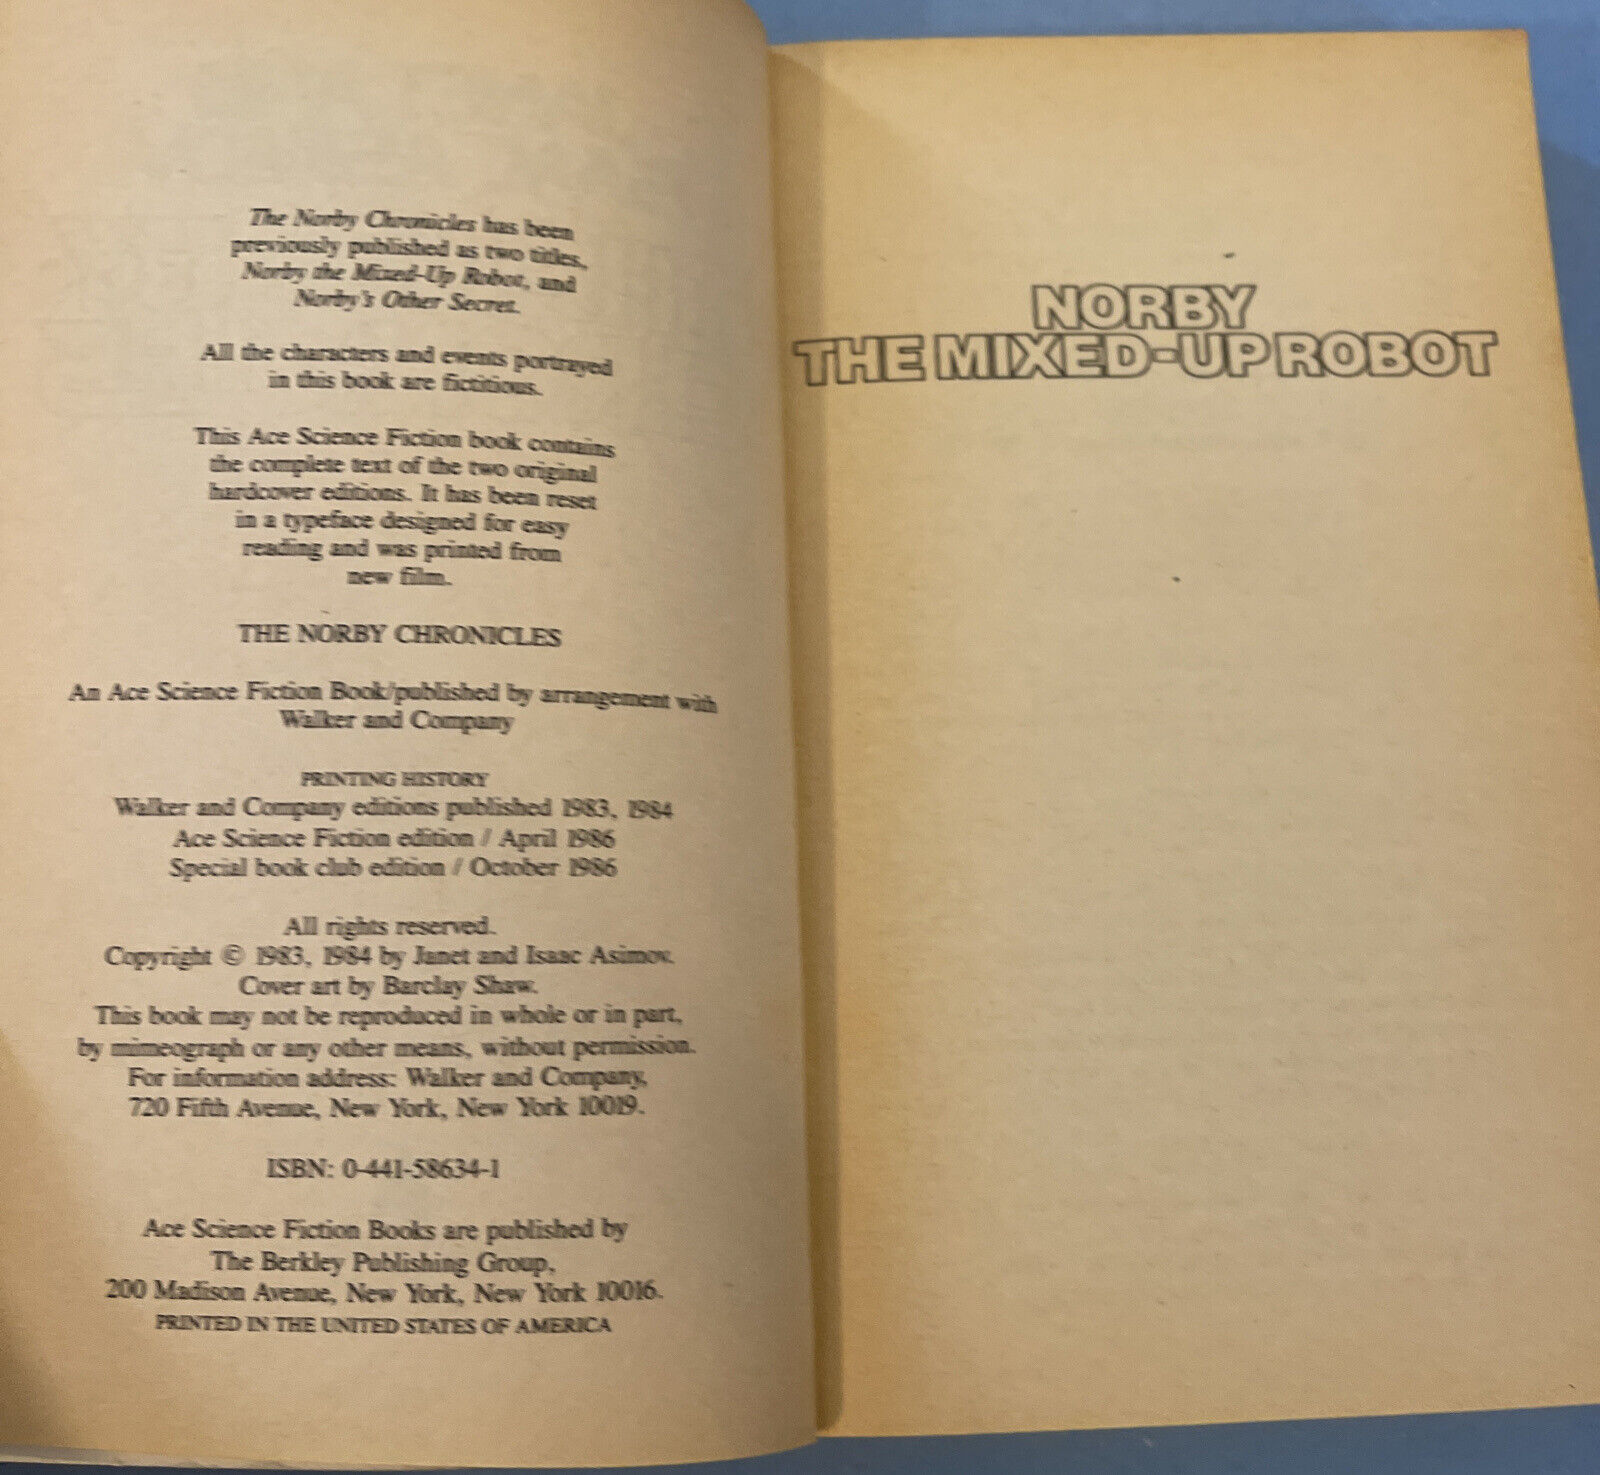 The Norby Chronicles has been
previously published as two titles,
Norby the Mixed-Up Robot, and
Norby's Other Secret.
All the characters and events portrayed
in this book are fictitious.
This Ace Science Fiction book contains
the complete text of the two original
hardcover editions. It has been reset
in a typeface designed for easy
reading and was printed from
new film.
THE NORBY CHRONICLES
An Ace Science Fiction Book/published by arrangement with
Walker and Company
PRINTING HISTORY
Walker and Company editions published 1983, 1984
Ace Science Fiction edition / April 1986
Special book club edition / October 1986
All rights reserved.
Copyright © 1983, 1984 by Janet and Isaac Asimov.
Cover art by Barclay Shaw.
This book may not be reproduced in whole or in part,
by mimeograph or any other means, without permission.
For information address: Walker and Company,
720 Fifth Avenue, New York, New York 10019.
ISBN: 0-441-58634-1
Ace Science Fiction Books are published by
The Berkley Publishing Group,
200 Madison Avenue, New York, New York 10016.
PRINTED IN THE UNITED STATES OF AMERICA
NORBY
THE MIXED-UP ROBOT